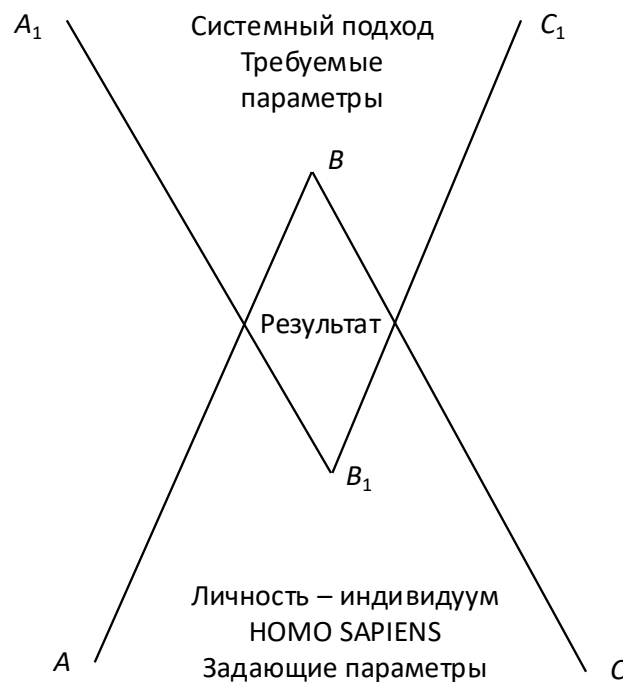 A₁
Системный подход
C₁
Требуемые
параметры
B
Результат
B₁
Личность – индивидуум
HOMO SAPIENS
A
Задающие параметры
C